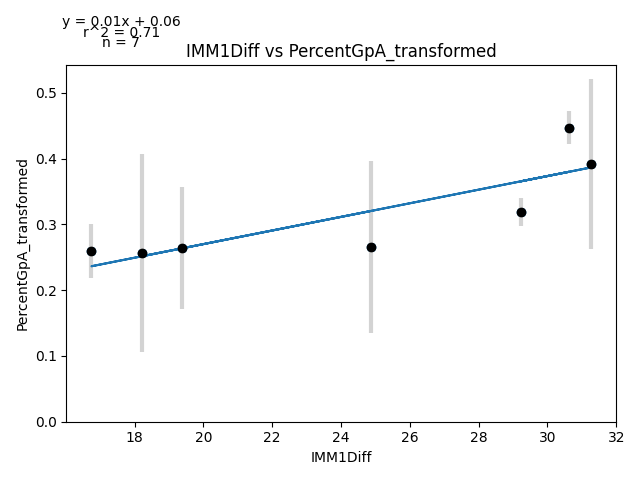 y = 0.01x + 0.06
r^2 = 0.71
n = 7
IMM1Diff vs PercentGpA_transformed
PercentGpA_transformed
0.5
0.4
0.3
0.2
0.1
0.0
18 20 22 24 26 28 30 32
IMM1Diff